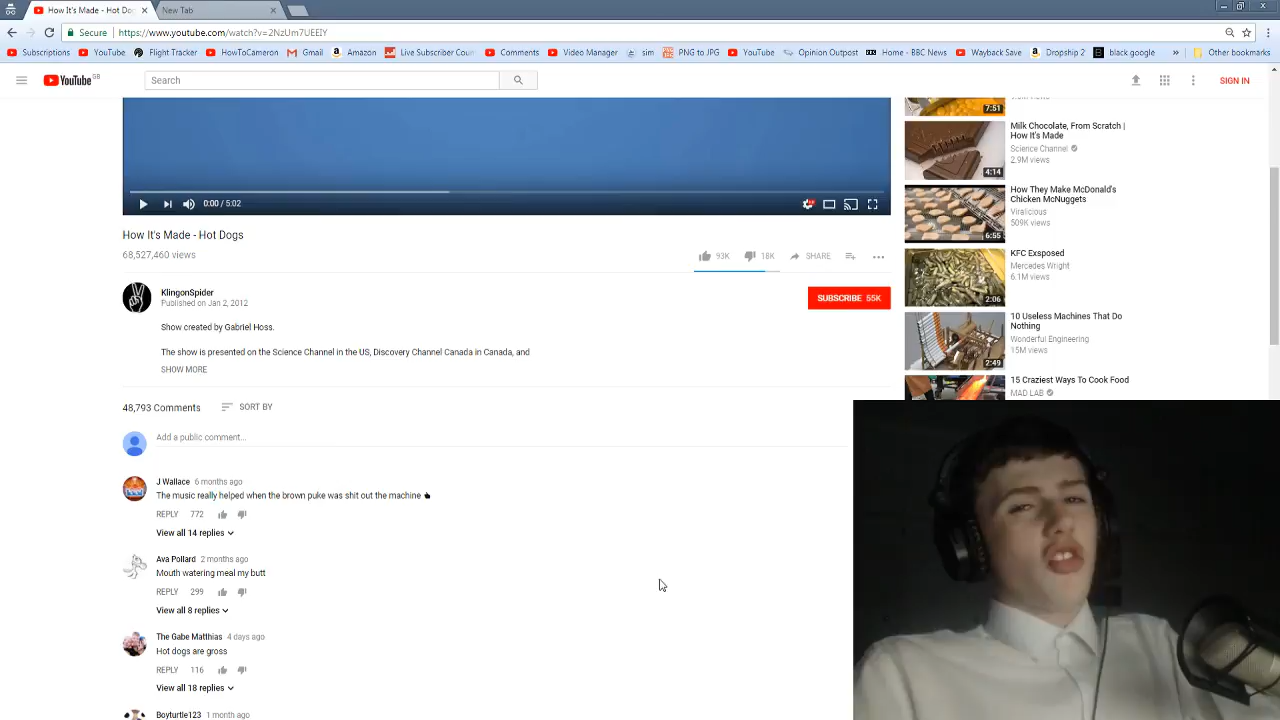 How It's Made - Hot Dog
New Tab
Secure
https://www.youtube.com/watch?v=2NzUm7UEEIY
Subscriptions
YouTube
Flight Tracker
HowToCameron
Gmail
Amazon
Live Subscriber Coun
Comments
Video Manager
sim
PNG to JPG
YouTube
Opinion Outpost
Home - BBC News
Wayback Save
Dropship 2
black google
»
Other bookmarks
YouTube GB
Search
SIGN IN
7:51
Milk Chocolate, From Scratch |
How It's Made
Science Channel
2.9M views
4:14
How They Make McDonald's
Chicken McNuggets
Viralicious
509K views
6:55
0:00 / 5:02
How It's Made - Hot Dogs
68,527,460 views
93K
18K
SHARE
KFC Exsposed
Mercedes Wright
6.1M views
2:06
KlingonSpider
Published on Jan 2, 2012
SUBSCRIBE 55K
Show created by Gabriel Hoss.
The show is presented on the Science Channel in the US, Discovery Channel Canada in Canada, and
SHOW MORE
10 Useless Machines That Do
Nothing
Wonderful Engineering
15M views
2:49
15 Craziest Ways To Cook Food
MAD LAB
48,793 Comments
SORT BY
Add a public comment...
J Wallace 6 months ago
The music really helped when the brown puke was shit out the machine
REPLY 772
View all 14 replies
Ava Pollard 2 months ago
Mouth watering meal my butt
REPLY 299
View all 8 replies
The Gabe Matthias 4 days ago
Hot dogs are gross
REPLY 116
View all 18 replies
Boyturtle123 1 month ago